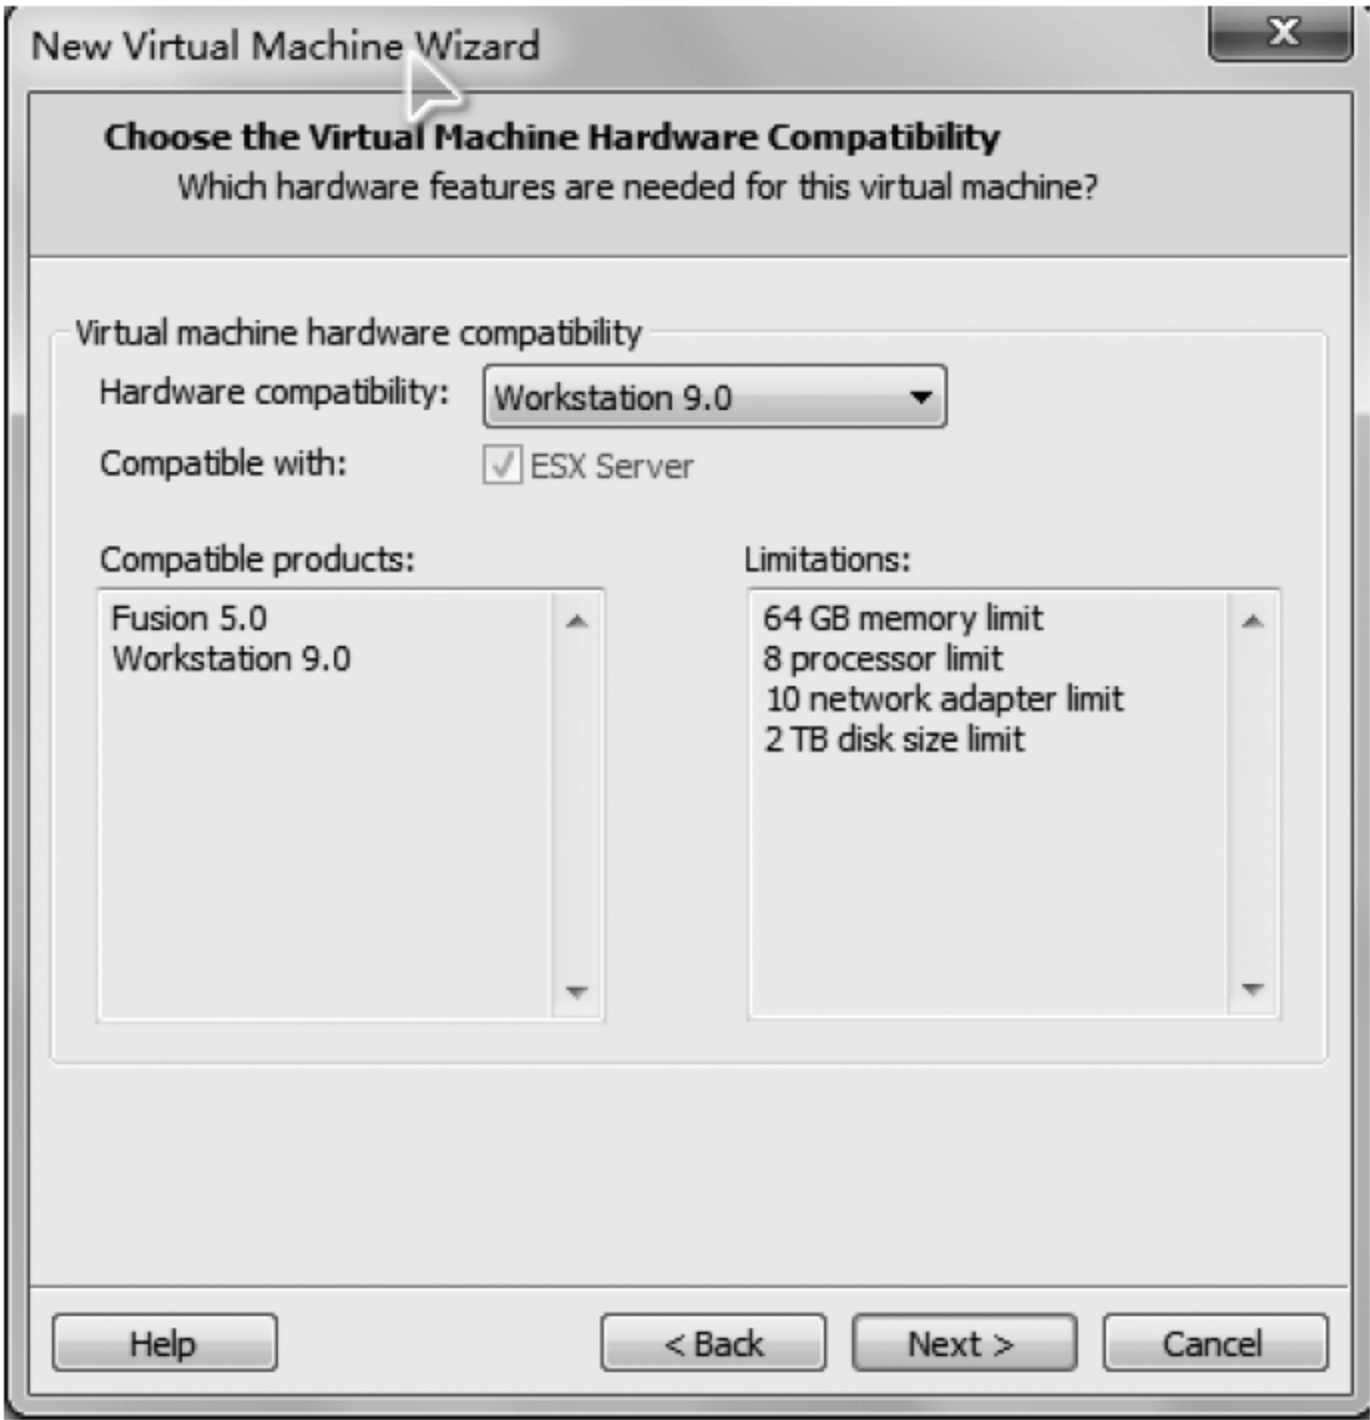 New Virtual Machine Wizard
X
Choose the Virtual Machine Hardware Compatibility
Which hardware features are needed for this virtual machine?
Virtual machine hardware compatibility
Hardware compatibility: Workstation 9.0
Compatible with: ESX Server
Compatible products: Limitations:
Fusion 5.0 64 GB memory limit
Workstation 9.0 8 processor limit
10 network adapter limit
2 TB disk size limit
Help < Back Next > Cancel